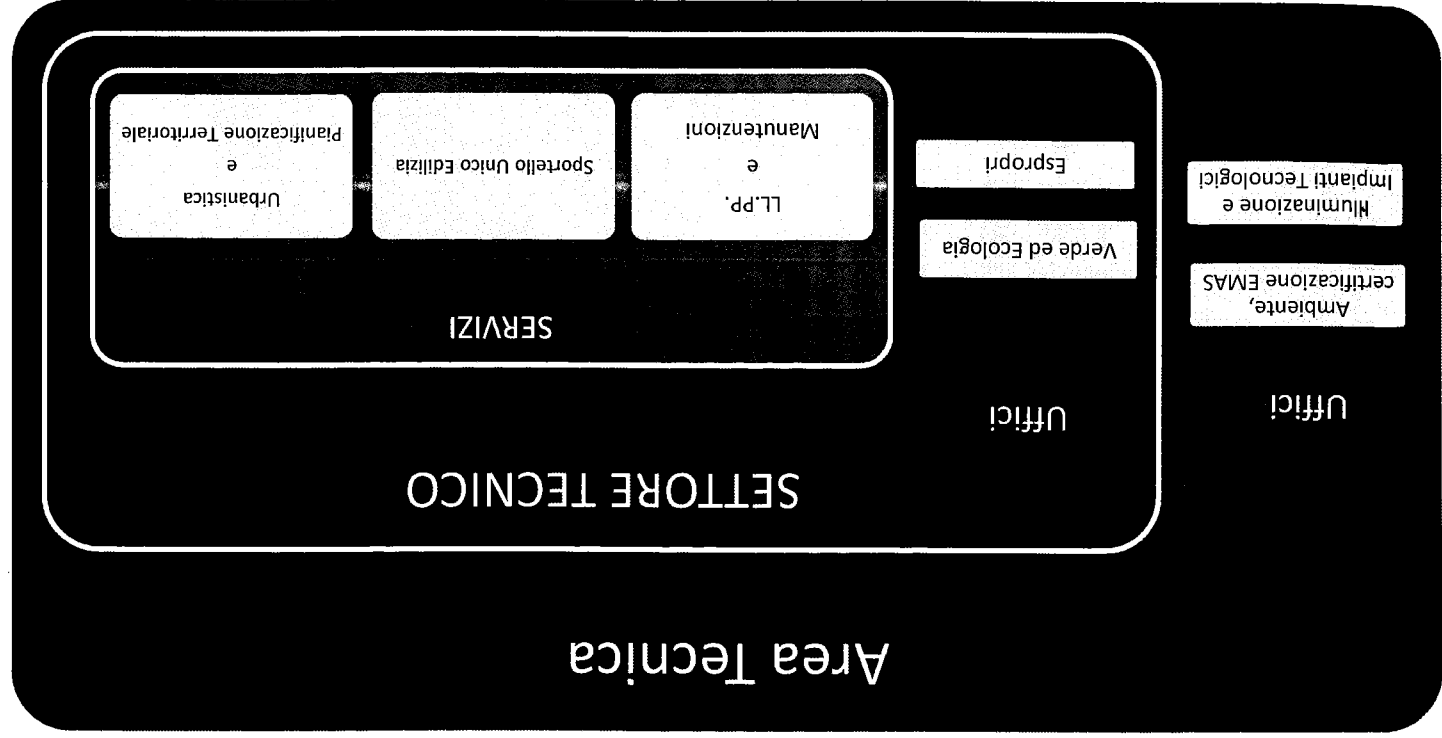 Area Tecnica
SETTORE TECNICO
Uffici
Ambiente,
certificazione EMAS
Illuminazione e
Impianti Tecnologici
Uffici
Verde ed Ecologia
Espropri
SERVIZI
LL.PP.
e
Manutenzioni
Sportello Unico Edilizia
Urbanistica
e
Pianificazione Territoriale